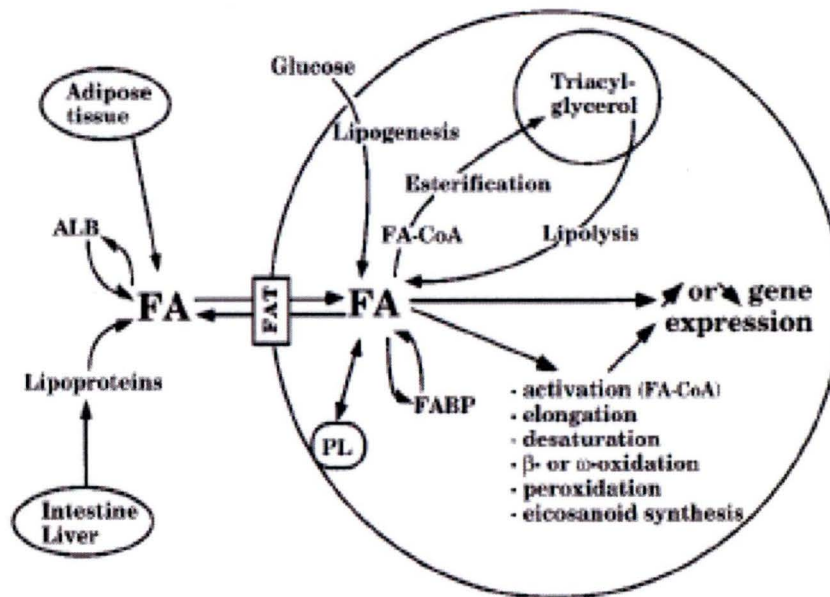 Glucose
Triacyl-
glycerol
Adipose
tissue
Lipogenesis
Esterification
ALB
FA-CoA
Lipolysis
FA
FAT
FA
or gene
expression
Lipoproteins
FABP
PL
- activation (FA-CoA)
- elongation
- desaturation
- β- or ω-oxidation
- peroxidation
- eicosanoid synthesis
Intestine
Liver